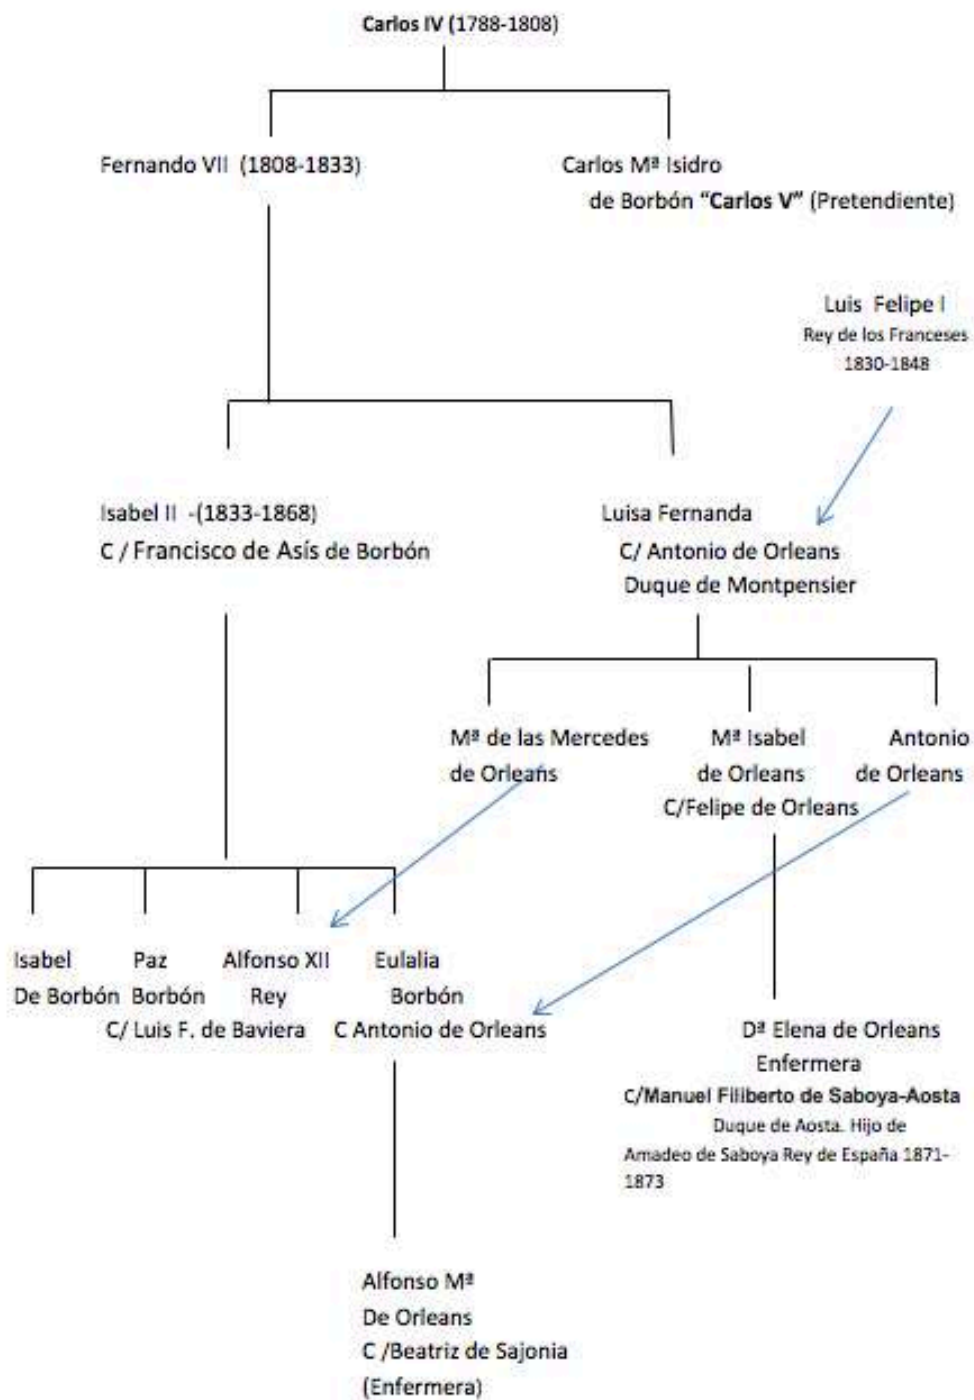 Carlos IV (1788-1808)
Fernando VII (1808-1833)
Carlos Mª Isidro
de Borbón "Carlos V" (Pretendiente)
Luis Felipe I
Rey de los Franceses
1830-1848
Isabel II -(1833-1868)
C / Francisco de Asís de Borbón
Luisa Fernanda
C/ Antonio de Orleans
Duque de Montpensier
Mª de las Mercedes
de Orleans
Mª Isabel
de Orleans
C/Felipe de Orleans
Antonio
de Orleans
Isabel
De Borbón
Paz
Borbón
C/ Luis F. de Baviera
Alfonso XII
Rey
Eulalia
Borbón
C Antonio de Orleans
Dª Elena de Orleans
Enfermera
C/Manuel Filiberto de Saboya-Aosta
Duque de Aosta. Hijo de
Amadeo de Saboya Rey de España 1871-
1873
Alfonso Mª
De Orleans
C /Beatriz de Sajonia
(Enfermera)